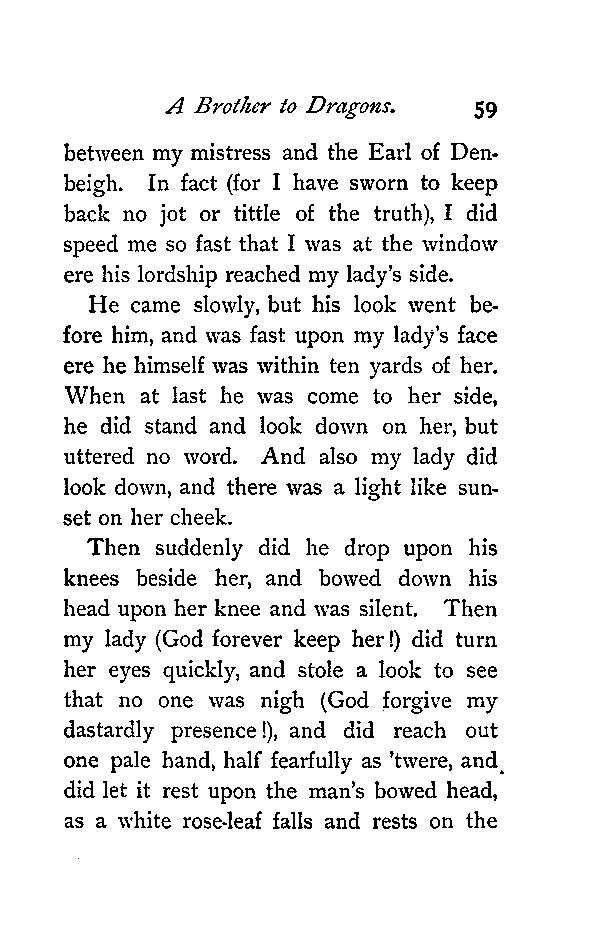 A Brother to Dragons. 59
between my mistress and the Earl of Den-
beigh. In fact (for I have sworn to keep
back no jot or tittle of the truth), I did
speed me so fast that I was at the window
ere his lordship reached my lady's side.
He came slowly, but his look went be-
fore him, and was fast upon my lady's face
ere he himself was within ten yards of her.
When at last he was come to her side,
he did stand and look down on her, but
uttered no word. And also my lady did
look down, and there was a light like sun-
set on her cheek.
Then suddenly did he drop upon his
knees beside her, and bowed down his
head upon her knee and was silent. Then
my lady (God forever keep her!) did turn
her eyes quickly, and stole a look to see
that no one was nigh (God forgive my
dastardly presence!), and did reach out
one pale hand, half fearfully as 'twere, and
did let it rest upon the man's bowed head,
as a white rose-leaf falls and rests on the